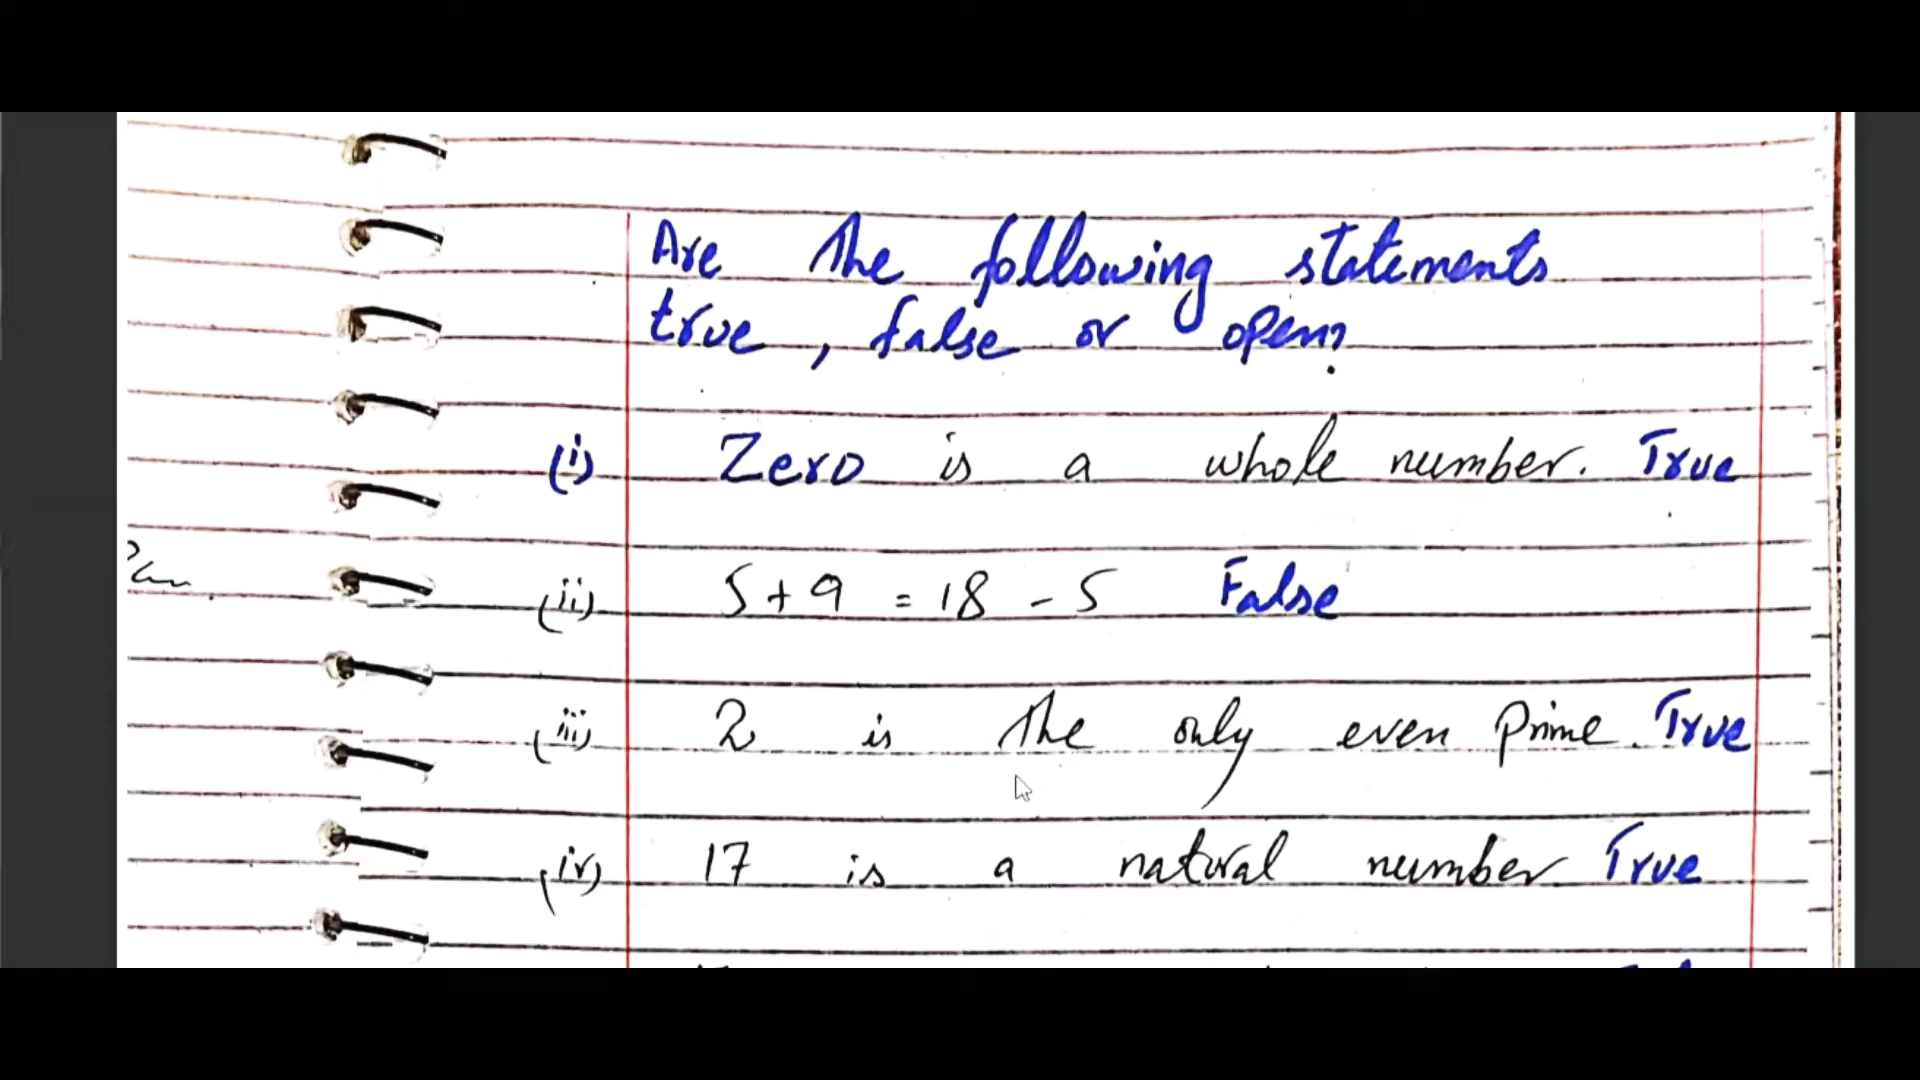 Are the following statements
true, false or open?
(i) Zero is a whole number. True
(ii) 5+9 = 18 - 5 False
(iii) 2 is the only even prime. True
(iv) 17 is a natural number True